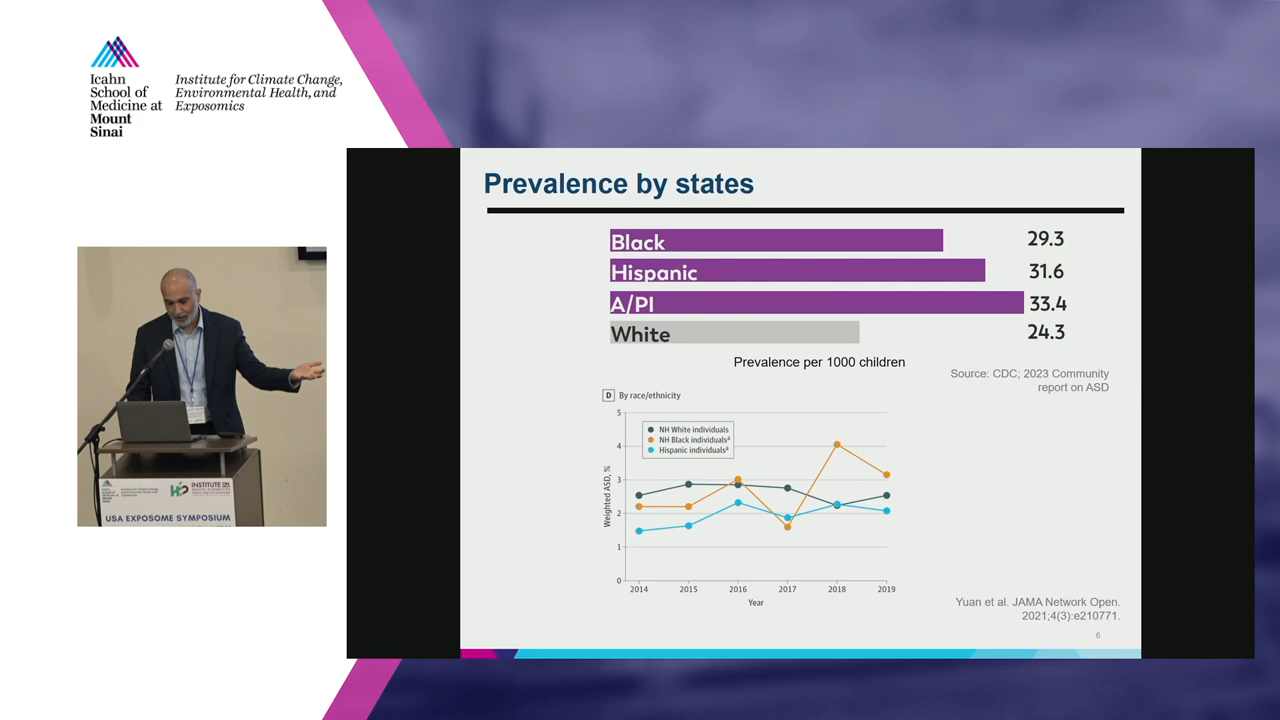 Icahn
School of
Medicine at
Mount
Sinai
Institute for Climate Change,
Environmental Health, and
Exposomics
Prevalence by states
Black 29.3
Hispanic 31.6
A/PI 33.4
White 24.3
Prevalence per 1000 children
Source: CDC; 2023 Community
report on ASD
D By race/ethnicity
NH White individuals
NH Black individualsᵃ
Hispanic individualsᵃ
Weighted ASD, %
5
4
3
2
1
0
2014 2015 2016 2017 2018 2019
Year
Yuan et al. JAMA Network Open.
2021;4(3):e210771.
6
INSTITUTE ON
USA EXPOSOME SYMPOSIUM